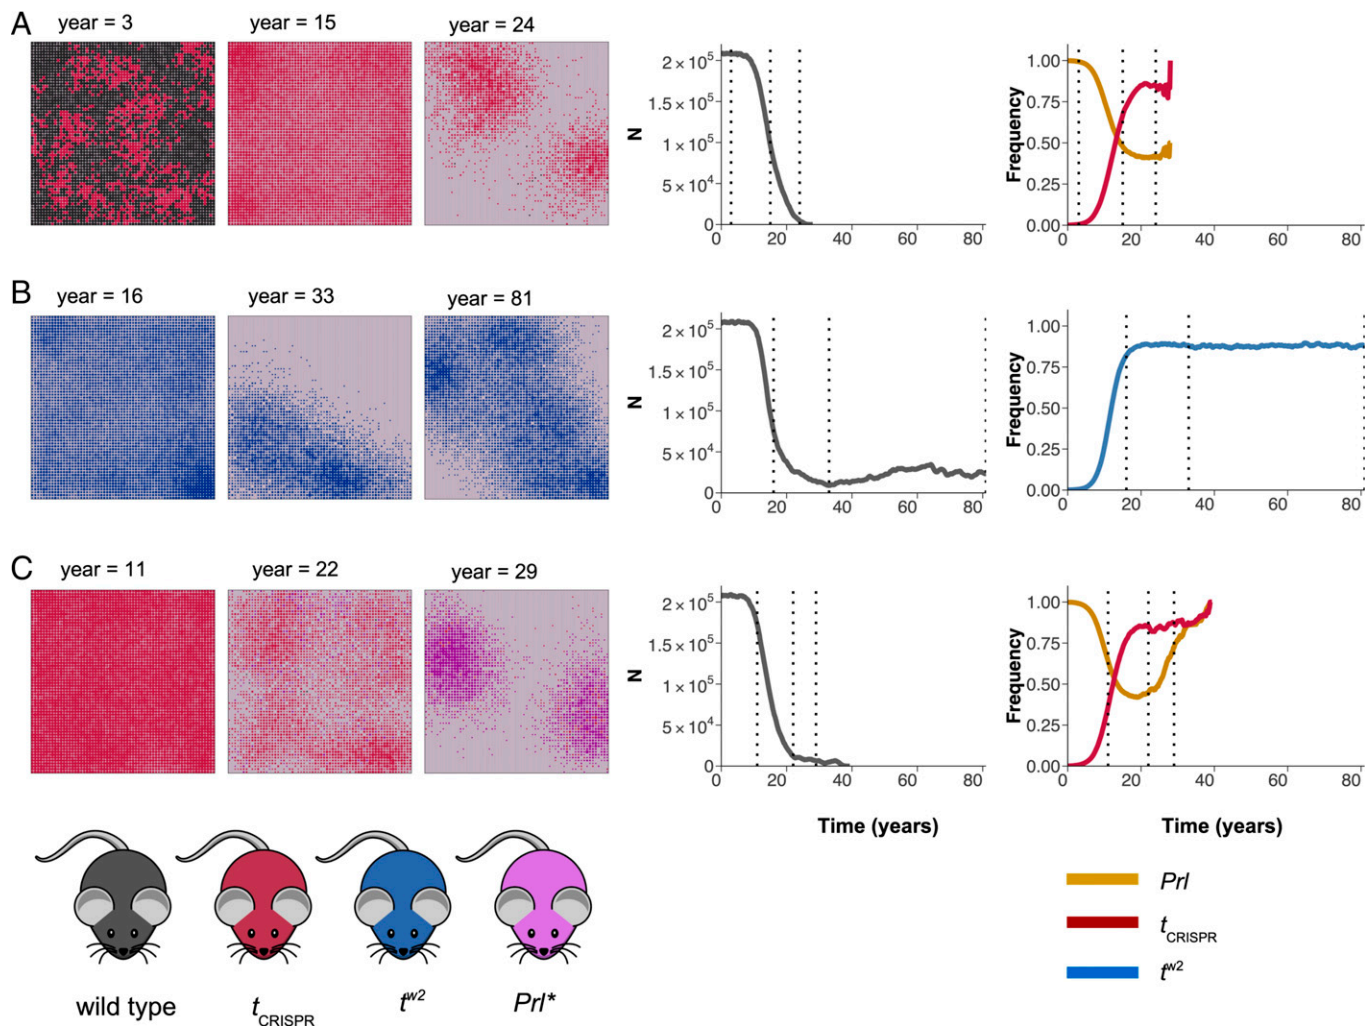 A
year = 3
year = 15
year = 24
2 × 10⁵
1.5 × 10⁵
1 × 10⁵
5 × 10⁴
0
N
0
20
40
60
80
1.00
0.75
0.50
0.25
0.00
Frequency
0
20
40
60
80
B
year = 16
year = 33
year = 81
2 × 10⁵
1.5 × 10⁵
1 × 10⁵
5 × 10⁴
0
N
0
20
40
60
80
1.00
0.75
0.50
0.25
0.00
Frequency
0
20
40
60
80
C
year = 11
year = 22
year = 29
2 × 10⁵
1.5 × 10⁵
1 × 10⁵
5 × 10⁴
0
N
0
20
40
60
80
Time (years)
1.00
0.75
0.50
0.25
0.00
Frequency
0
20
40
60
80
Time (years)
wild type
tCRISPR
tw2
Prl*
Prl
tCRISPR
tw2